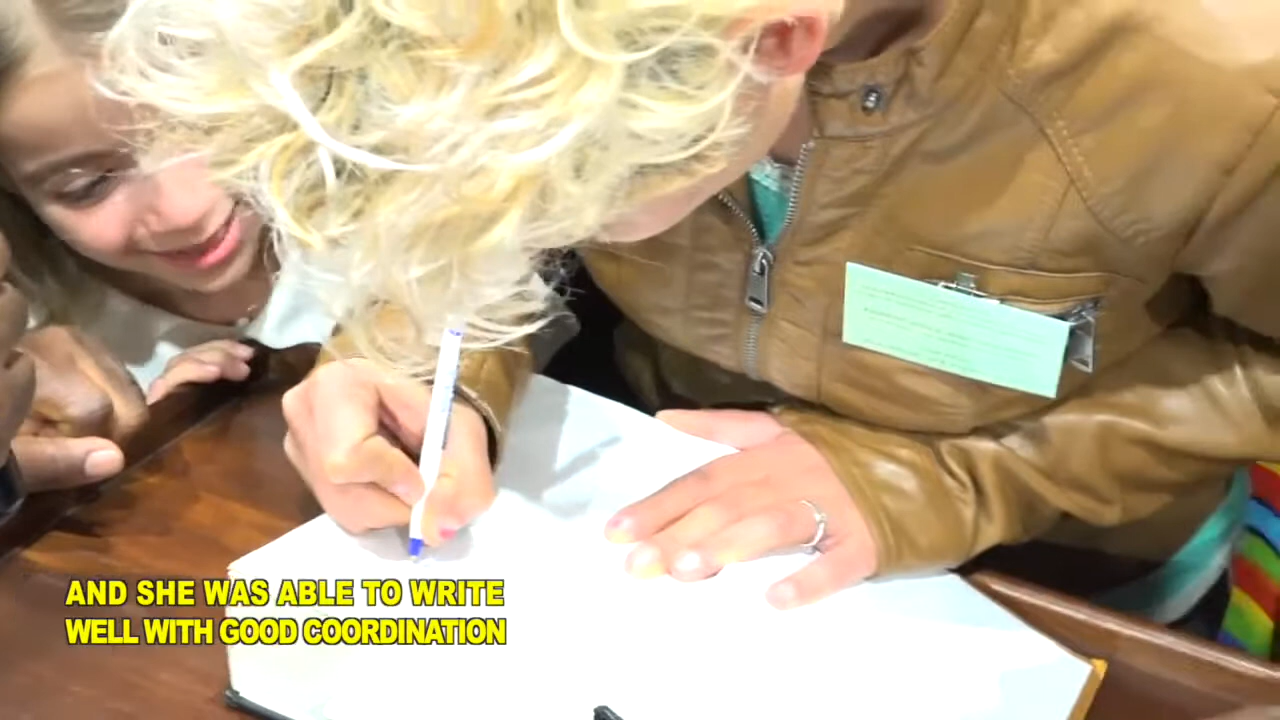 AND SHE WAS ABLE TO WRITE
WELL WITH GOOD COORDINATION